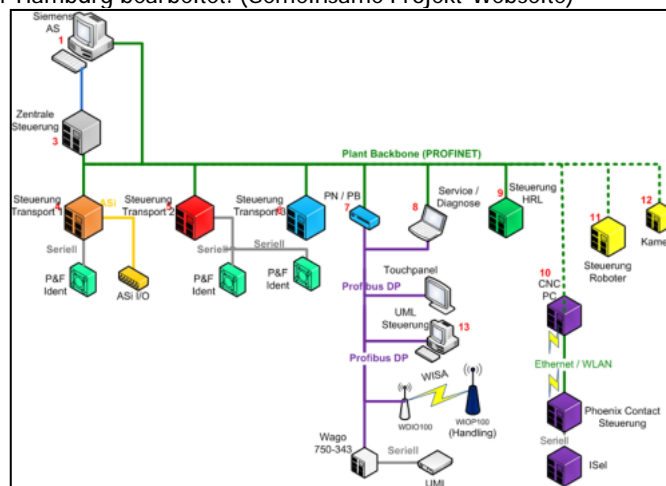 Hamburg bearbeitet! (Gemeinsame Projekt-Webseite)
Siemens
AS
1
Zentrale
Steuerung
3
Plant Backbone (PROFINET)
Steuerung
Transport 1
4
ASi
Steuerung
Transport 2
5
Steuerung
Transport 3
6
PN / PB
7
Service /
Diagnose
8
Steuerung
HRL
9
10
CNC
PC
11
Steuerung
Roboter
12
Kame
Seriell
P&F
Ident
ASi I/O
Seriell
P&F
Ident
Seriell
P&F
Ident
Profibus DP
Touchpanel
UML
Steuerung
13
Profibus DP
WISA
WDIO100
WIOP100
(Handling)
Wago
750-343
Seriell
UML
Ethernet / WLAN
Phoenix Contact
Steuerung
Seriell
ISel